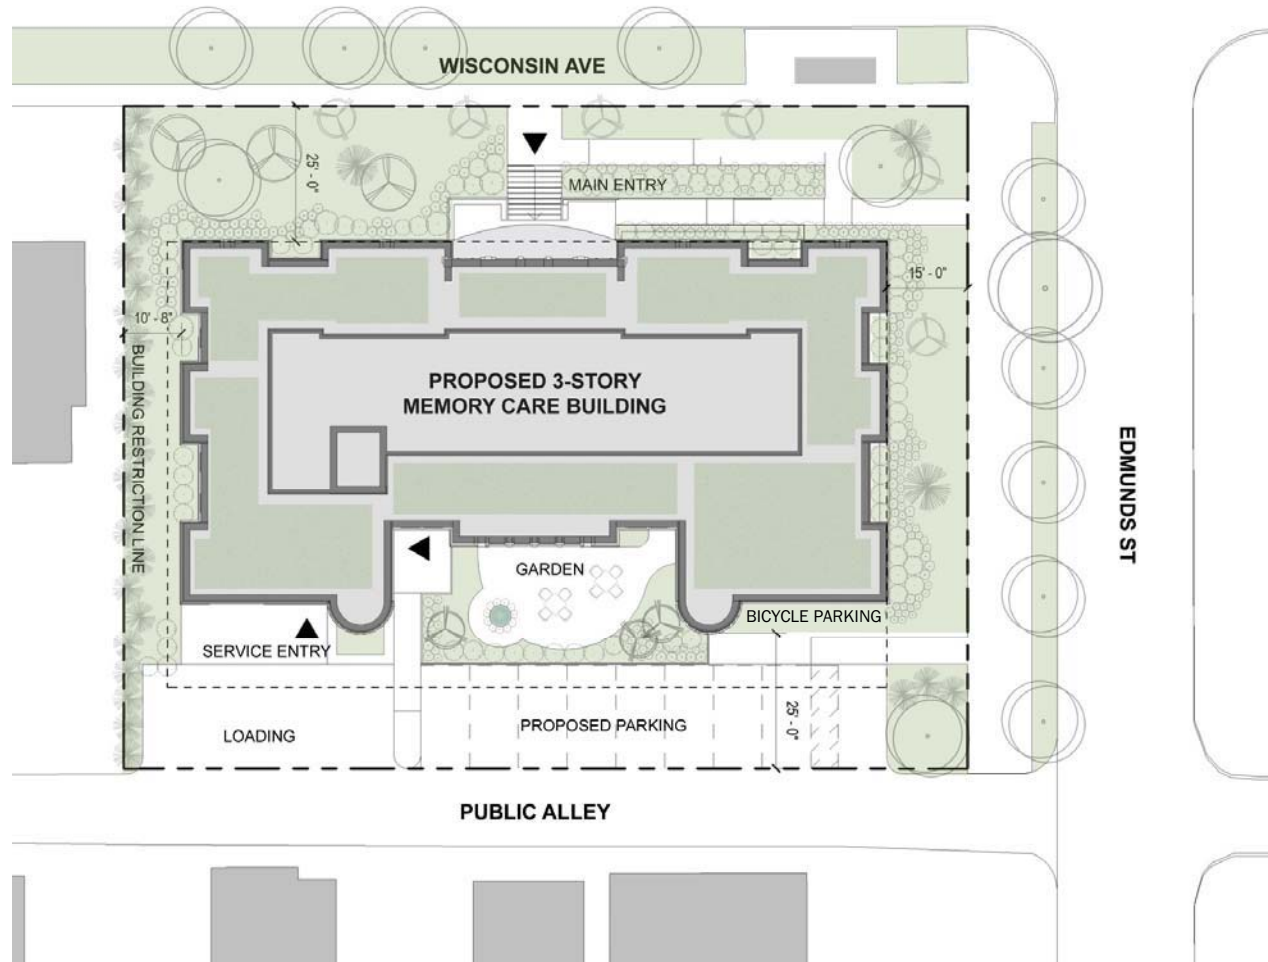 WISCONSIN AVE
25' - 0"
MAIN ENTRY
15' - 0"
10' - 8"
BUILDING RESTRICTION LINE
PROPOSED 3-STORY
MEMORY CARE BUILDING
EDMUNDS ST
GARDEN
BICYCLE PARKING
SERVICE ENTRY
25' - 0"
PROPOSED PARKING
LOADING
PUBLIC ALLEY